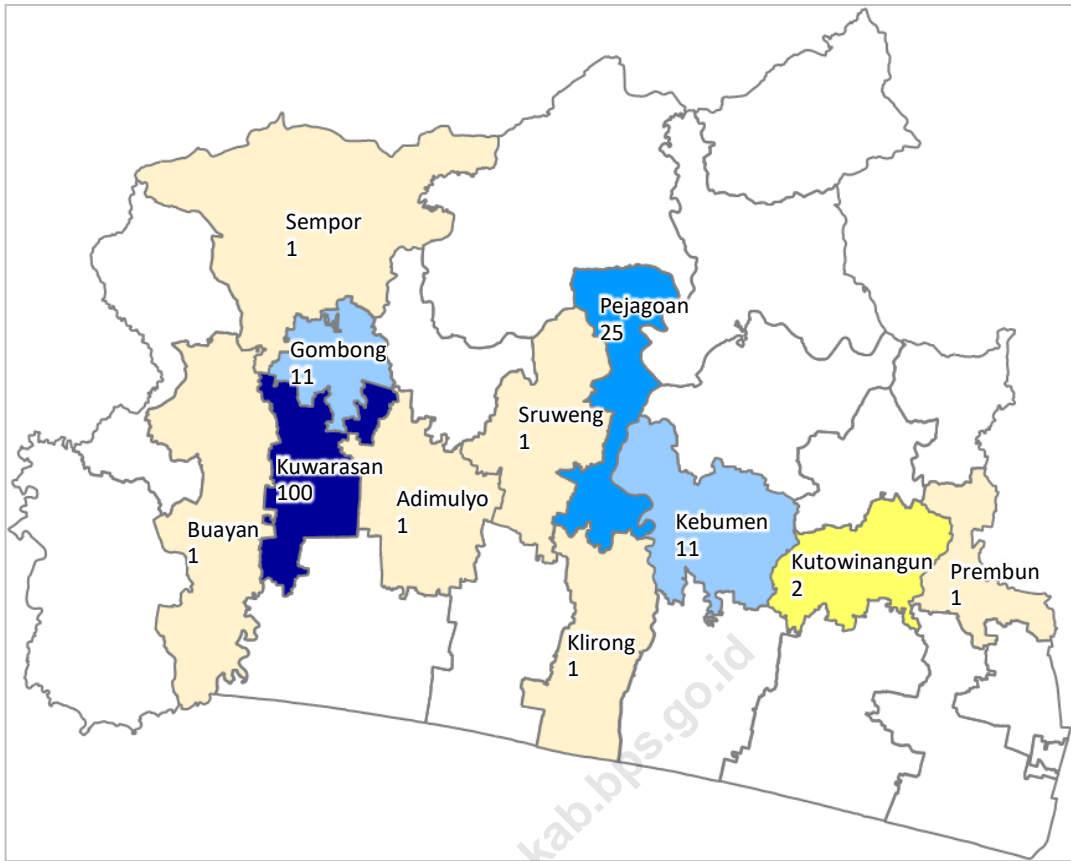 Sempor
1
Pejagoan
25
Gombong
11
Sruweng
1
Kuwarasan
100
Adimulyo
1
Buayan
1
Kebumen
11
Kutowinangun
2
Prembun
1
Klirong
1
kab.bps.go.id